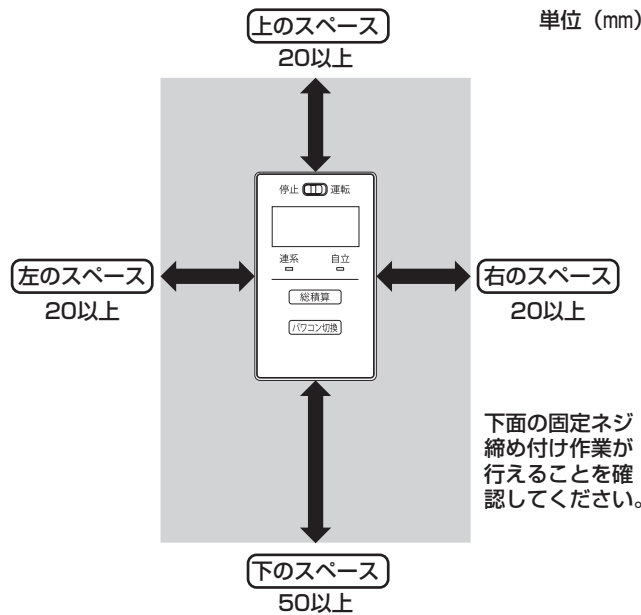 単位（mm）
上のスペース
20以上
停止 運転
連系 自立
総積算
パワコン切換
左のスペース
20以上
右のスペース
20以上
下面の固定ネジ
締め付け作業が
行えることを確
認してください。
下のスペース
50以上